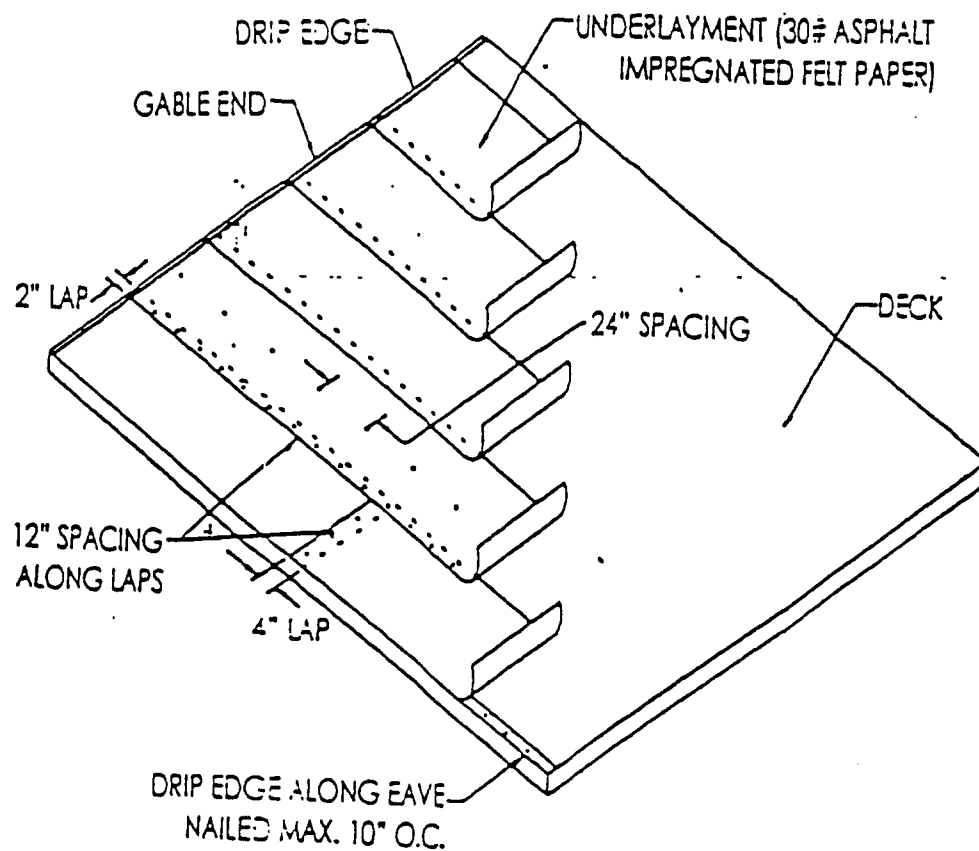 DRIP EDGE
UNDERLAYMENT (30# ASPHALT
IMPREGNATED FELT PAPER)
GABLE END
2" LAP
24" SPACING
DECK
12" SPACING
ALONG LAPS
4" LAP
DRIP EDGE ALONG EAVE
NAILED MAX. 10" O.C.